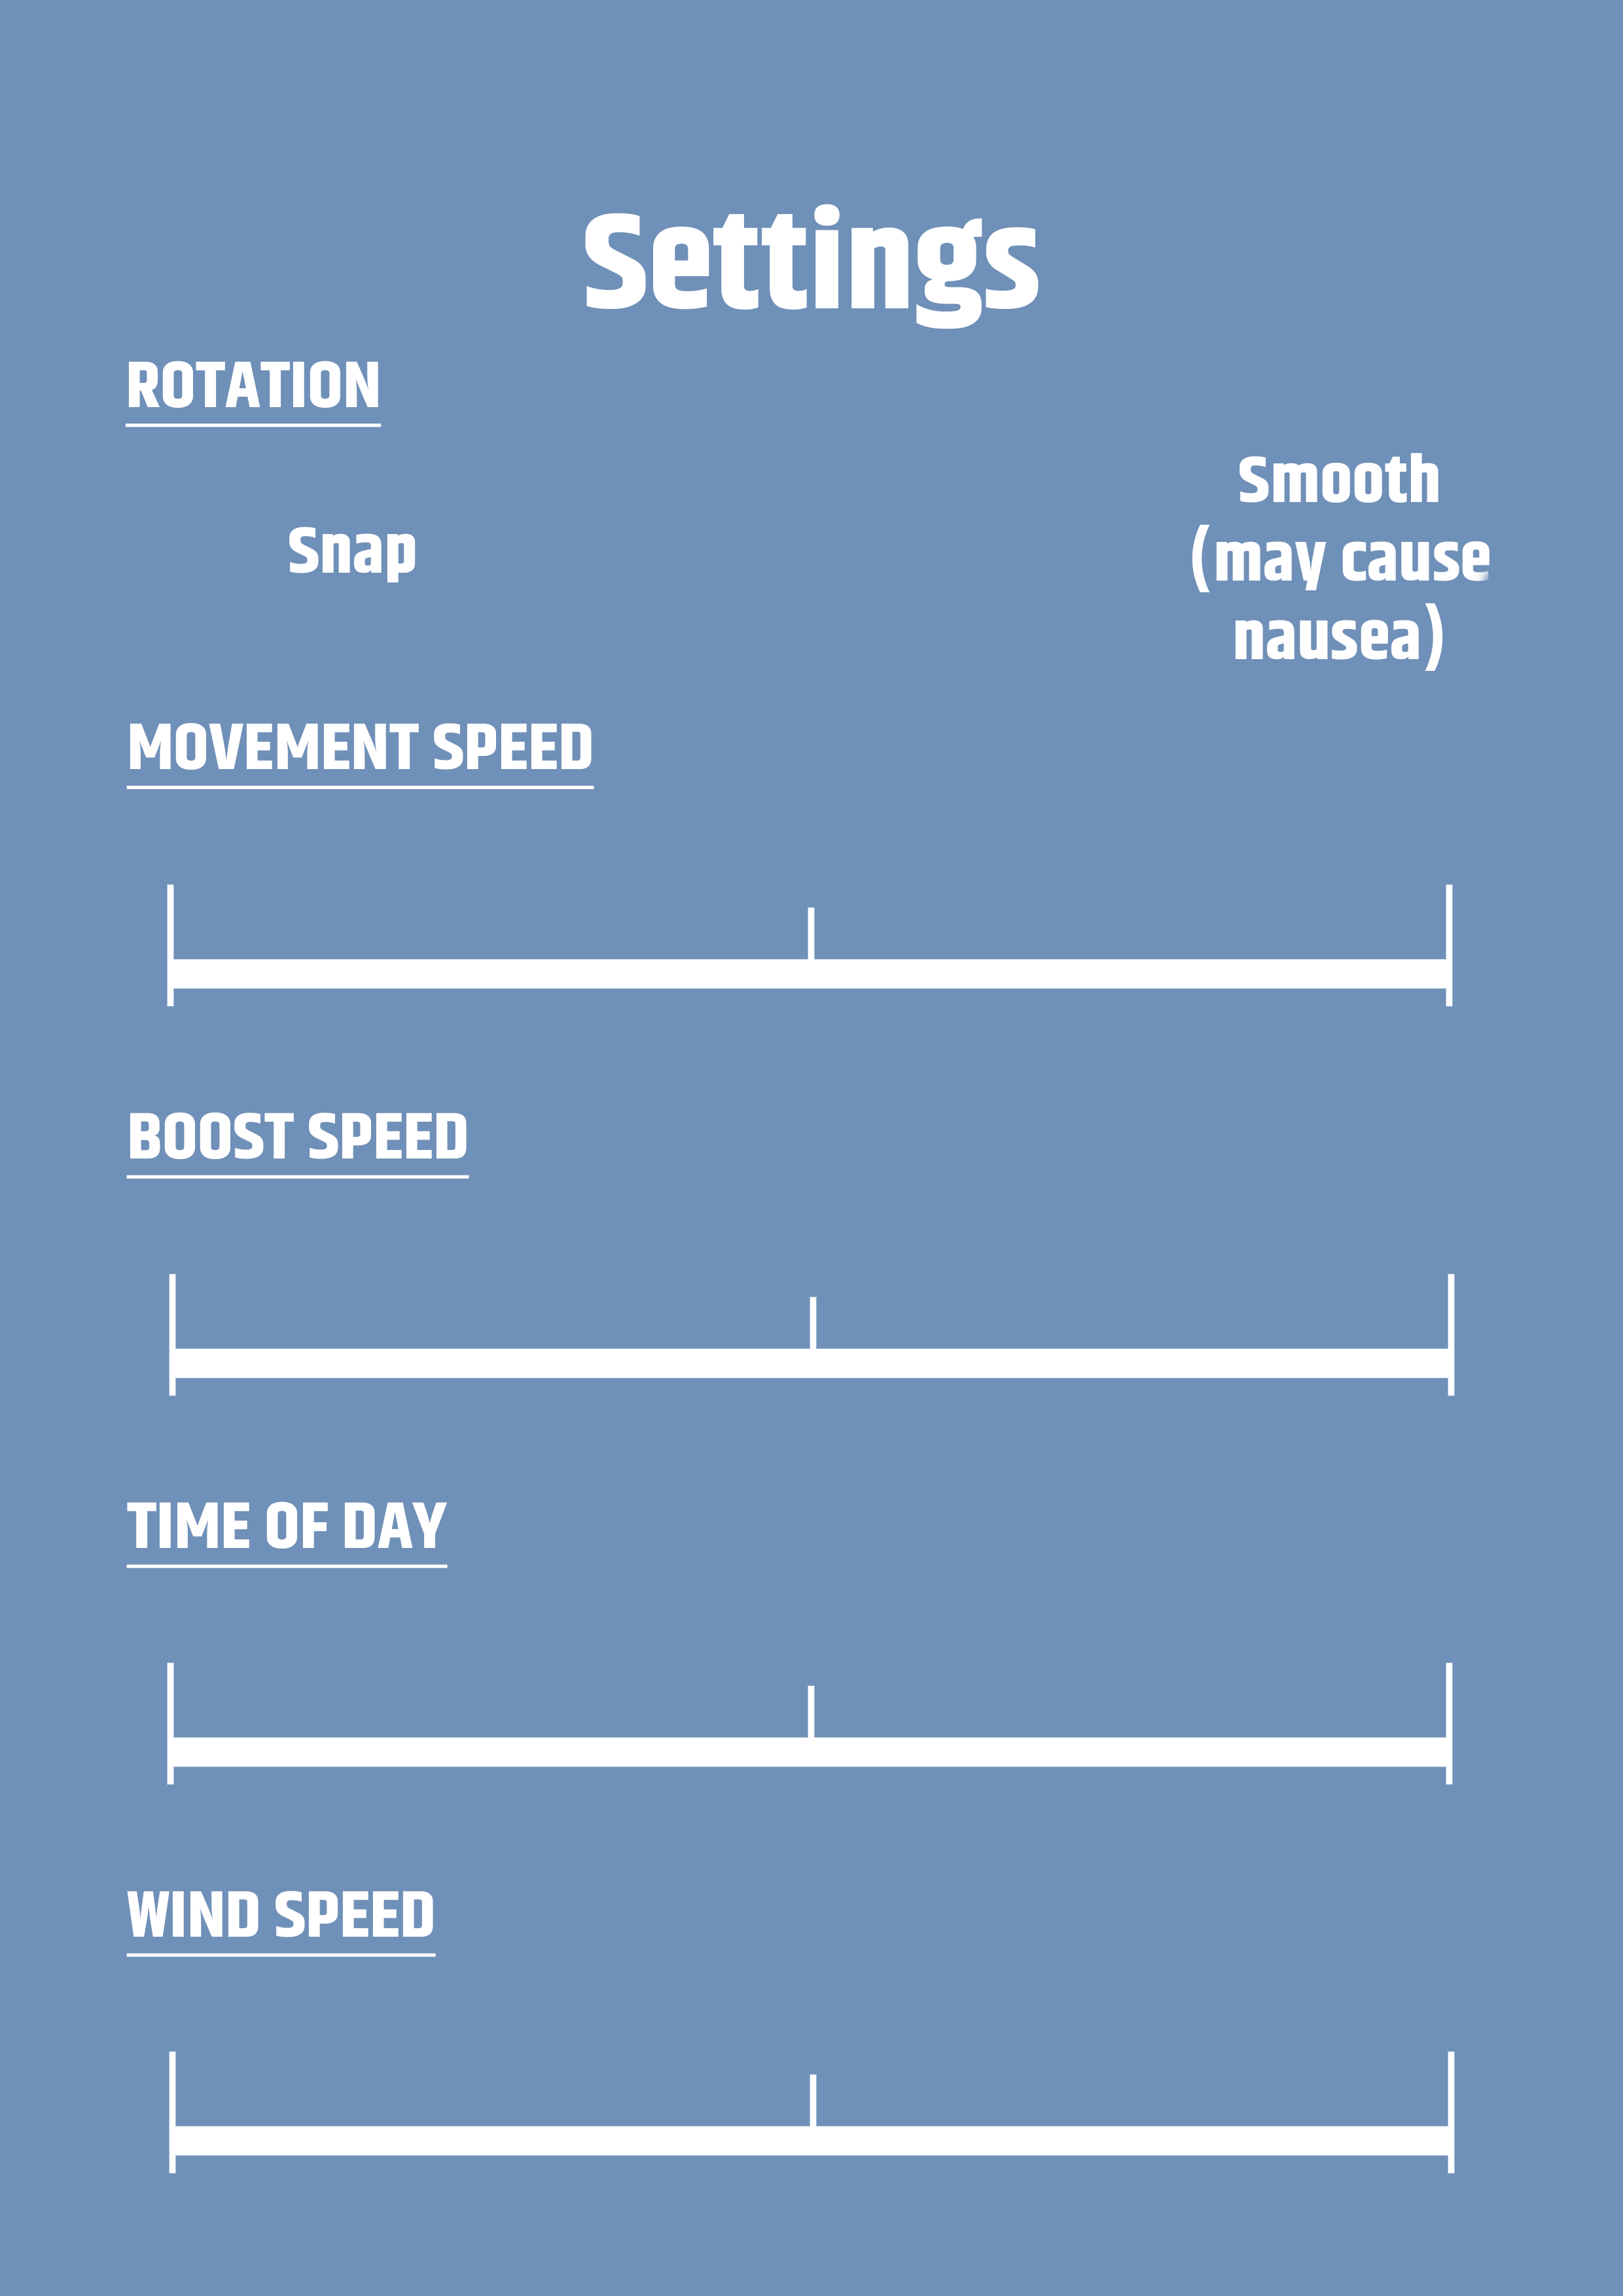 Settings
ROTATION
Snap
Smooth
(may cause
nausea)
MOVEMENT SPEED
BOOST SPEED
TIME OF DAY
WIND SPEED